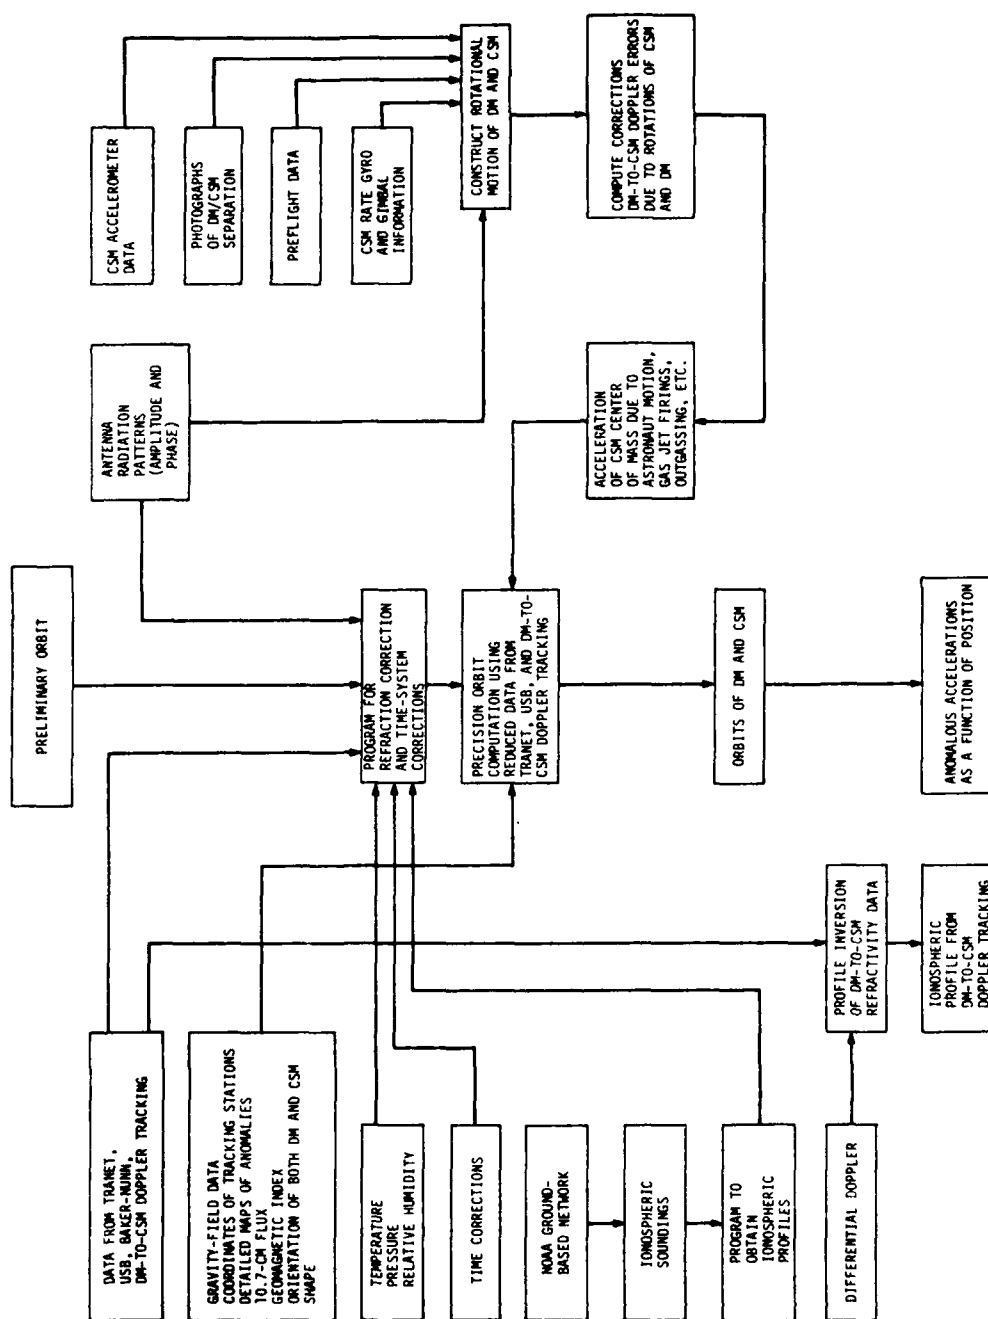 DATA FROM TRANET,
USB, BAKER-NUNN,
DM-TO-CSM DOPPLER TRACKING
GRAVITY-FIELD DATA
COORDINATES OF TRACKING STATIONS
DETAILED MAPS OF ANOMALIES
10.7-CM FLUX
GEOMAGNETIC INDEX
ORIENTATION OF BOTH DM AND CSM
SHAPE
TEMPERATURE
PRESSURE
RELATIVE HUMIDITY
TIME CORRECTIONS
NOAA GROUND-
BASED NETWORK
IONOSPHERIC
SOUNDINGS
PROGRAM TO
OBTAIN
IONOSPHERIC
PROFILES
DIFFERENTIAL DOPPLER
PROFILE INVERSION
OF DM-TO-CSM
REFRACTIVITY DATA
IONOSPHERIC
PROFILE FROM
DM-TO-CSM
DOPPLER TRACKING
PRELIMINARY ORBIT
PROGRAM FOR
REFRACTION CORRECTION
AND TIME-SYSTEM
CORRECTIONS
PRECISION ORBIT
COMPUTATION USING
REDUCED DATA FROM
TRANET, USB, AND DM-TO-
CSM DOPPLER TRACKING
ORBITS OF DM AND CSM
ANOMALOUS ACCELERATIONS
AS A FUNCTION OF POSITION
ANTENNA
RADIATION
PATTERNS
(AMPLITUDE AND
PHASE)
ACCELERATION
OF CSM CENTER
OF MASS DUE TO
ASTRONAUT MOTION,
GAS JET FIRINGS,
OUTGASSING, ETC.
CSM ACCELEROMETER
DATA
PHOTOGRAPHS
OF DM/CSM
SEPARATION
PREFLIGHT DATA
CSM RATE GYRO
AND GIMBAL
INFORMATION
CONSTRUCT ROTATIONAL
MOTION OF DM AND CSM
COMPUTE CORRECTIONS
DM-TO-CSM DOPPLER ERRORS
DUE TO ROTATIONS OF CSM
AND DM